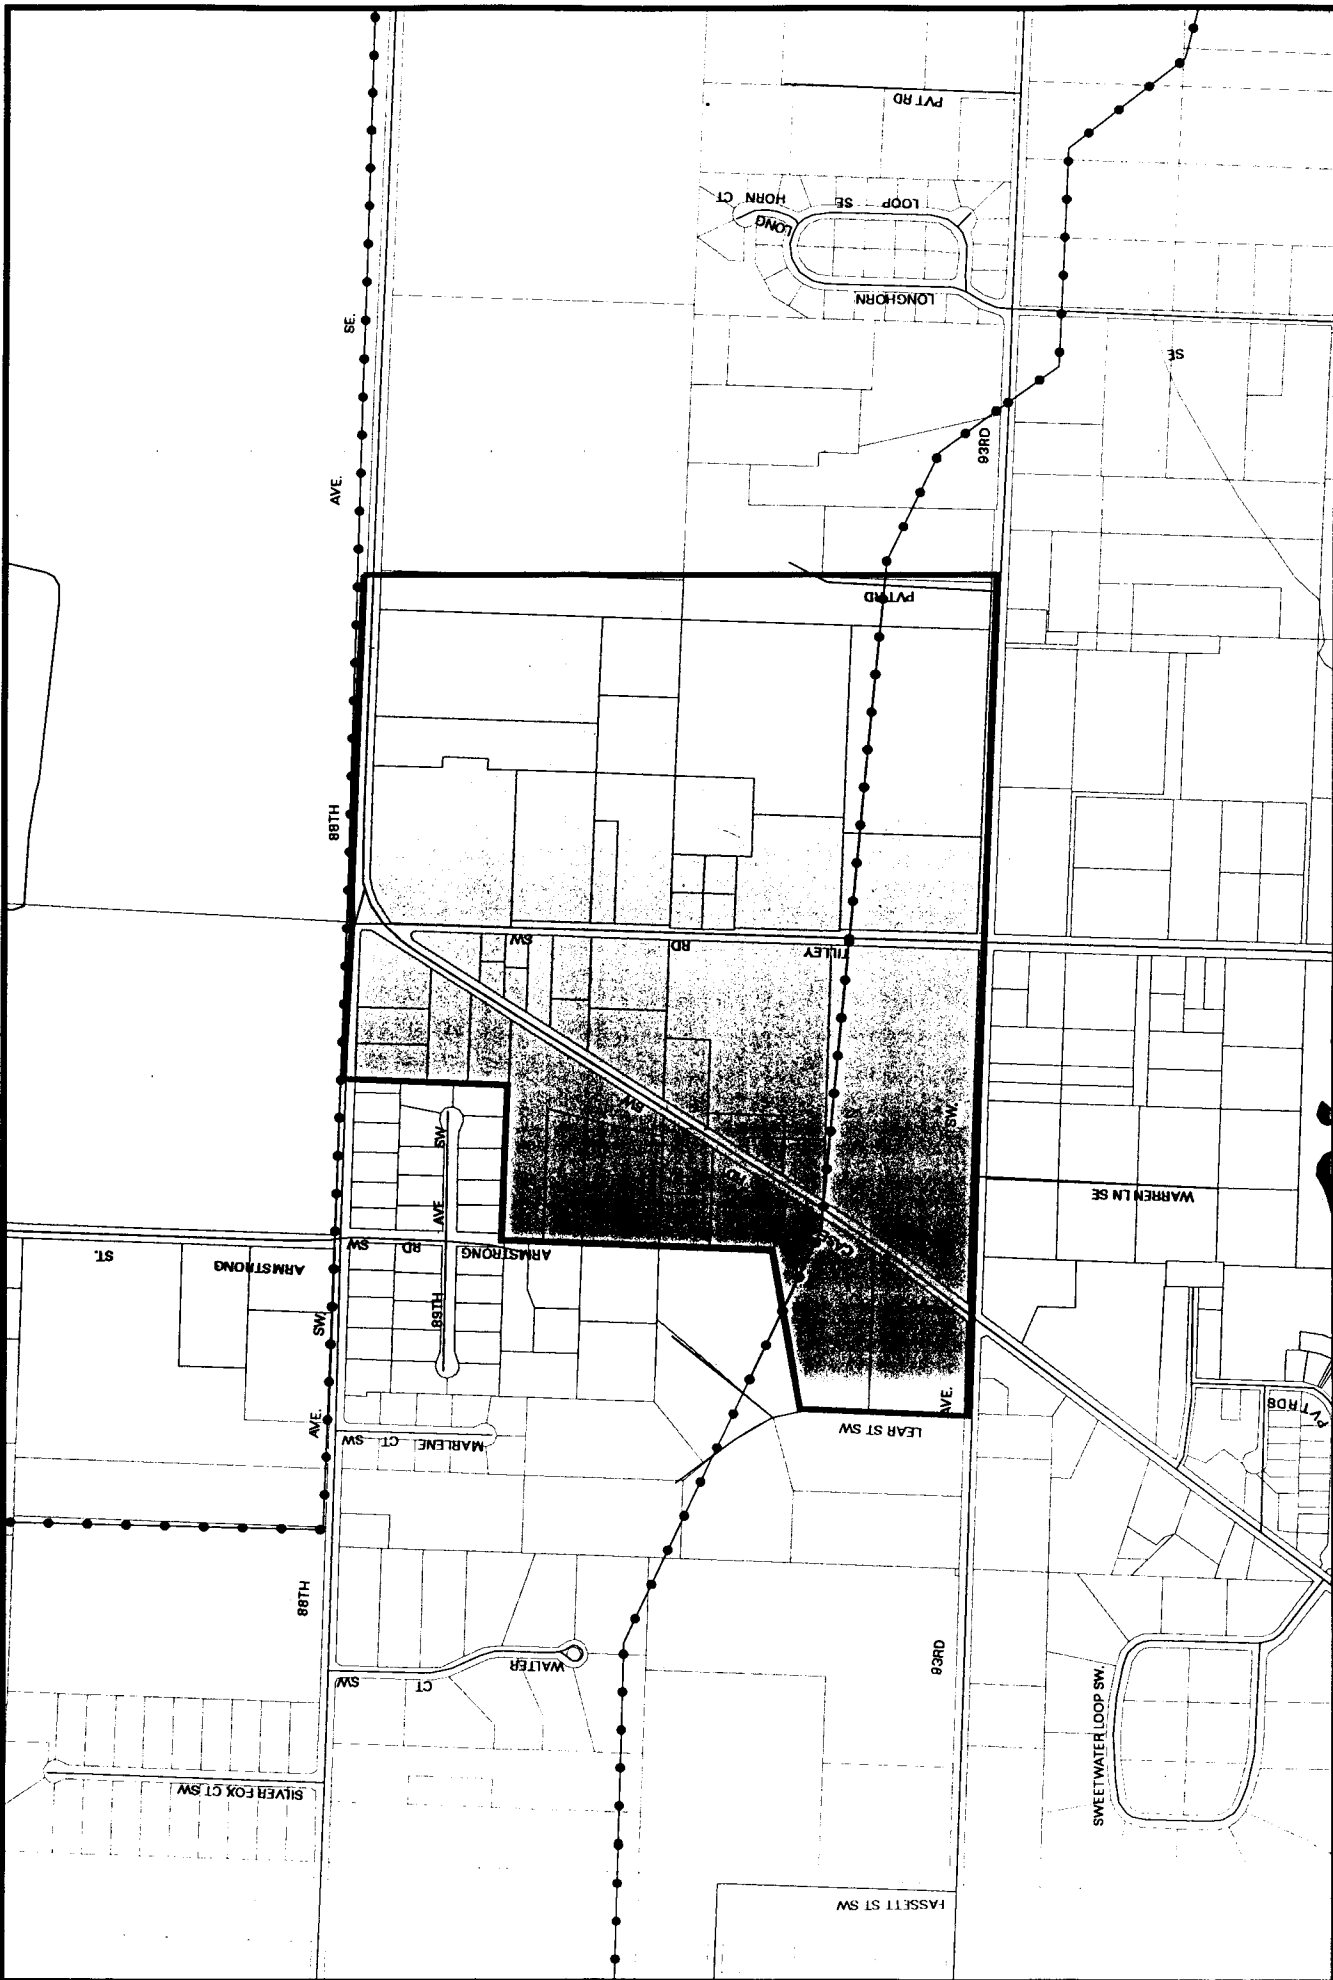 PVT RD
LONG HORN CT
LOOP SE
LONGHORN
SE.
AVE.
88TH
SE
93RD
PVT RD
TILLEY
RD
SW
SW
RD
SW.
WARREN LN SE
ST.
ARMSTRONG
SW
RD
ARMSTRONG
AVE
SW
89TH
SW.
AVE.
88TH
MARLENE CT SW
LEAR ST SW
AVE.
93RD
PVT RDS
WALTER
CT
SW
SILVER FOX CT SW
SWEETWATER LOOP SW.
FASSETT ST SW